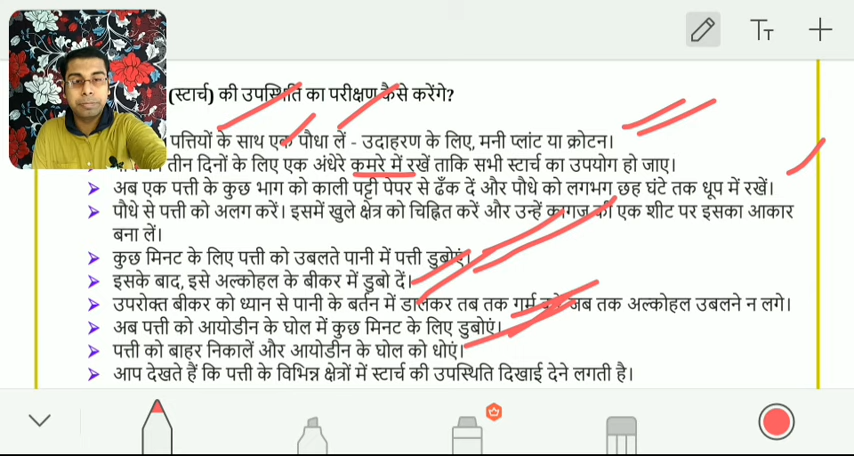 TT
(स्टार्च) की उपस्थिति का परीक्षण कैसे करेंगे?
पत्तियों के साथ एक पौधा लें - उदाहरण के लिए, मनी प्लांट या क्रोटन।
तीन दिनों के लिए एक अंधेरे कमरे में रखें ताकि सभी स्टार्च का उपयोग हो जाए।
अब एक पत्ती के कुछ भाग को काली पट्टी पेपर से ढँक दें और पौधे को लगभग छह घंटे तक धूप में रखें।
पौधे से पत्ती को अलग करें। इसमें खुले क्षेत्र को चिह्नित करें और उन्हें कागज की एक शीट पर इसका आकार
बना लें।
कुछ मिनट के लिए पत्ती को उबलते पानी में पत्ती डुबोएं।
इसके बाद, इसे अल्कोहल के बीकर में डुबो दें।
उपरोक्त बीकर को ध्यान से पानी के बर्तन में डालकर तब तक गर्म करें जब तक अल्कोहल उबलने न लगे।
अब पत्ती को आयोडीन के घोल में कुछ मिनट के लिए डुबोएं।
पत्ती को बाहर निकालें और आयोडीन के घोल को धोएं।
आप देखते हैं कि पत्ती के विभिन्न क्षेत्रों में स्टार्च की उपस्थिति दिखाई देने लगती है।